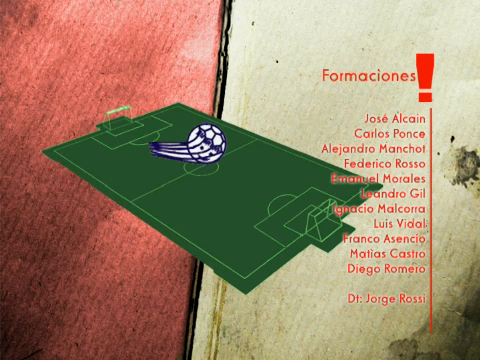 Formaciones!
José Alcain
Carlos Ponce
Alejandro Manchot
Federico Rosso
Emanuel Morales
Leandro Gil
Ignacio Malcorra
Luis Vidal
Franco Asencio
Matias Castro
Diego Romero
Dt: Jorge Rossi